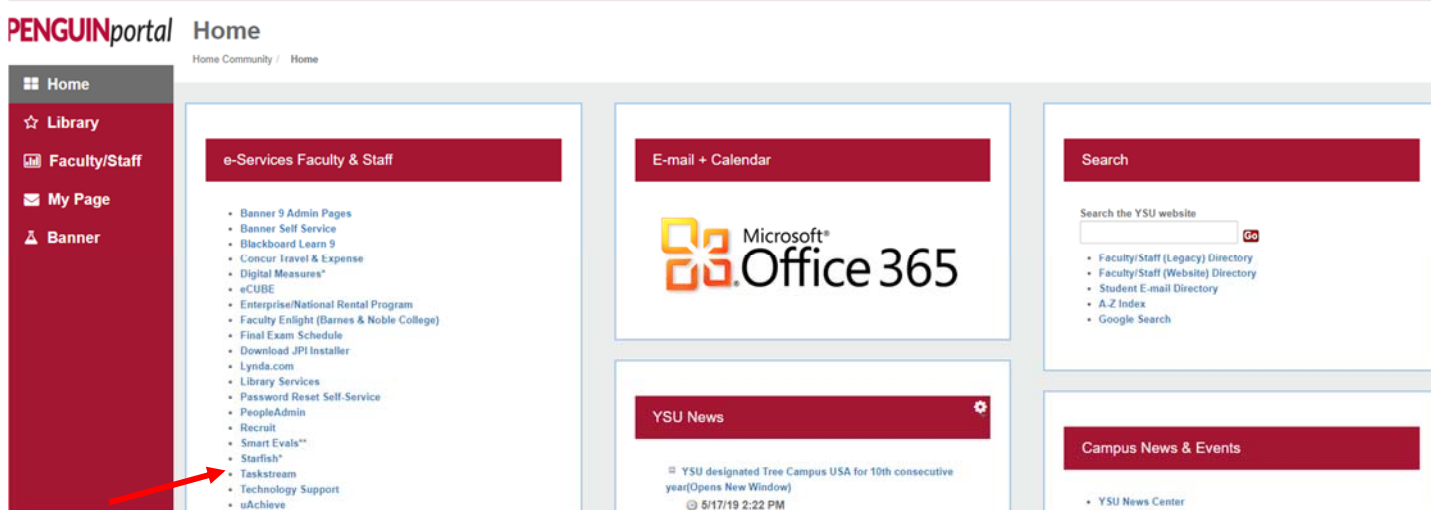 PENGUINportal
Home
Home Community / Home
Home
Library
Faculty/Staff
My Page
Banner
e-Services Faculty & Staff
Banner 9 Admin Pages
Banner Self Service
Blackboard Learn 9
Concur Travel & Expense
Digital Measures*
eCUBE
Enterprise/National Rental Program
Faculty Enlight (Barnes & Noble College)
Final Exam Schedule
Download JPI Installer
Lynda.com
Library Services
Password Reset Self-Service
PeopleAdmin
Recruit
Smart Evals**
Starfish*
Taskstream
Technology Support
uAchieve
E-mail + Calendar
Microsoft®
Office 365
YSU News
YSU designated Tree Campus USA for 10th consecutive
year(Opens New Window)
5/17/19 2:22 PM
Search
Search the YSU website
Go
Faculty/Staff (Legacy) Directory
Faculty/Staff (Website) Directory
Student E-mail Directory
A-Z Index
Google Search
Campus News & Events
YSU News Center